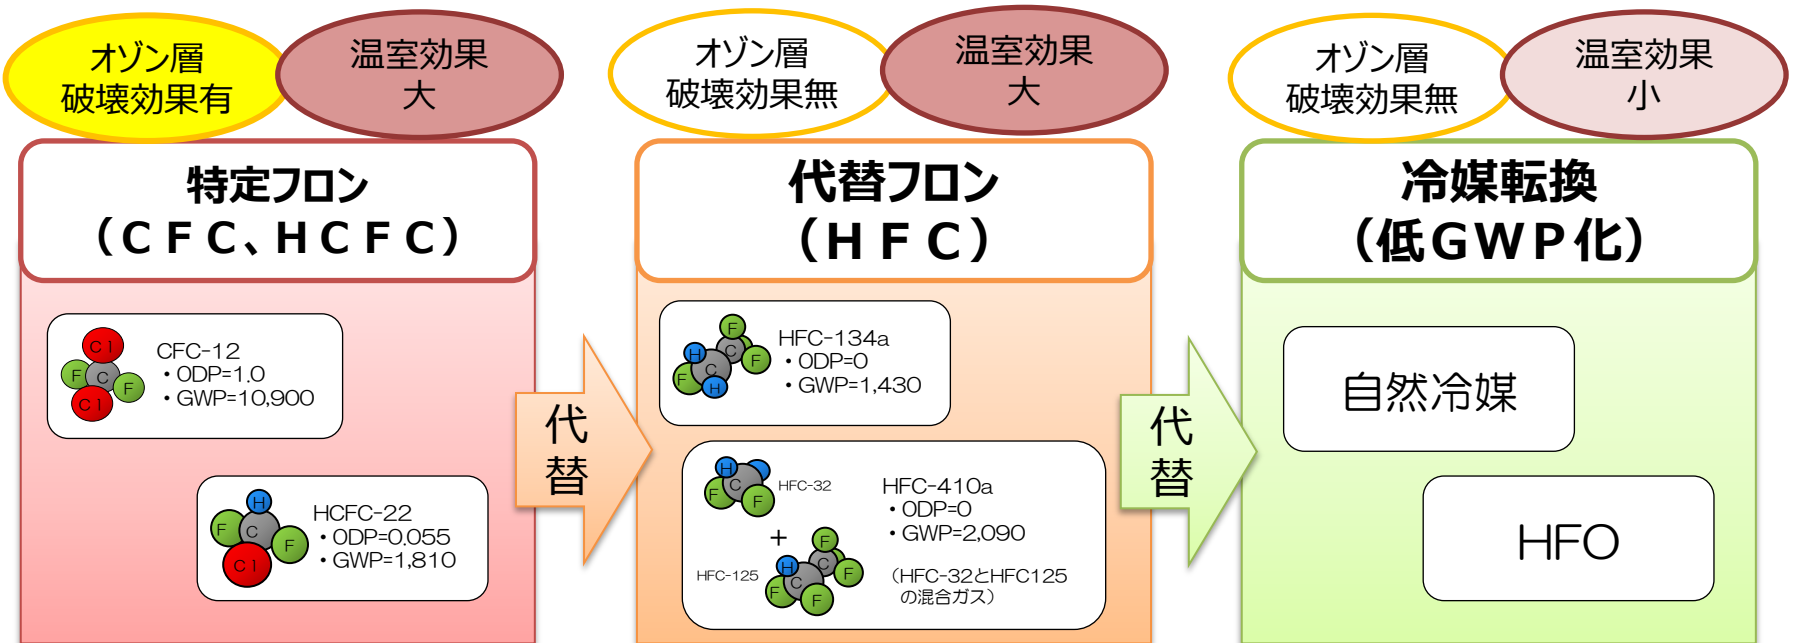 オゾン層
破壊効果有
温室効果
大
特定フロン
（ＣＦＣ、ＨＣＦＣ）
Cl
F
C
F
Cl
CFC-12
・ODP=1.0
・GWP=10,900
H
F
C
F
Cl
HCFC-22
・ODP=0.055
・GWP=1,810
代
替
オゾン層
破壊効果無
温室効果
大
代替フロン
（ＨＦＣ）
F
H
C
F
C
F
H
HFC-134a
・ODP=0
・GWP=1,430
H
C
F
F
HFC-32
+
HFC-125
F
H
C
F
C
F
F
HFC-410a
・ODP=0
・GWP=2,090
（HFC-32とHFC125
の混合ガス）
代
替
オゾン層
破壊効果無
温室効果
小
冷媒転換
（低ＧＷＰ化）
自然冷媒
HFO